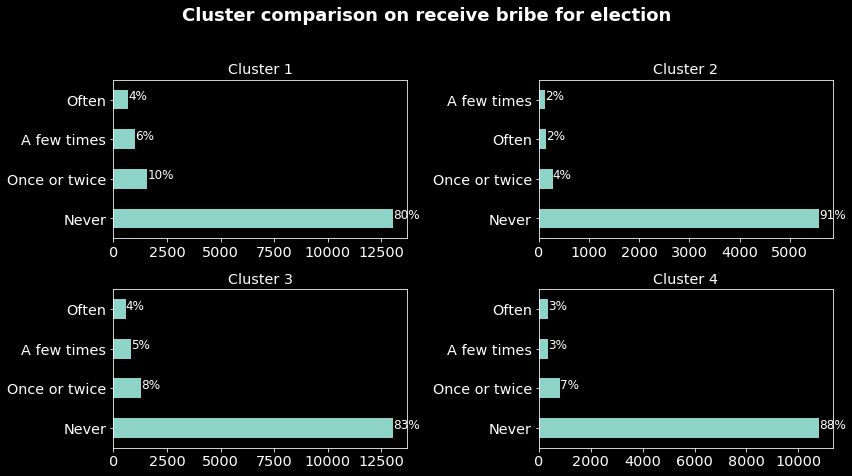 Cluster comparison on receive bribe for election
Cluster 1
Often 4%
A few times 6%
Once or twice 10%
Never 80%
0 2500 5000 7500 10000 12500
Cluster 2
A few times 2%
Often 2%
Once or twice 4%
Never 91%
0 1000 2000 3000 4000 5000
Cluster 3
Often 4%
A few times 5%
Once or twice 8%
Never 83%
0 2500 5000 7500 10000 12500
Cluster 4
Often 3%
A few times 3%
Once or twice 7%
Never 88%
0 2000 4000 6000 8000 10000